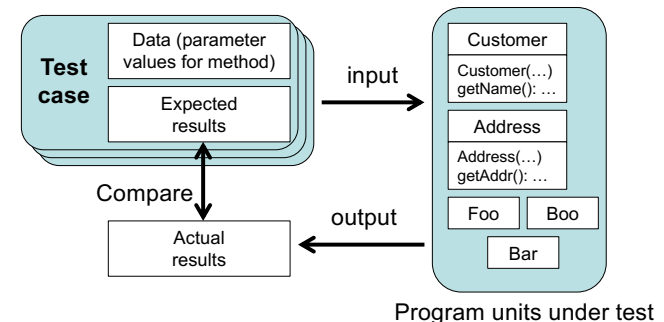 Test
case
Data (parameter
values for method)
Expected
results
Compare
Actual
results
input
output
Customer
Customer(…)
getName(): …
Address
Address(…)
getAddr(): …
Foo
Boo
Bar
Program units under test